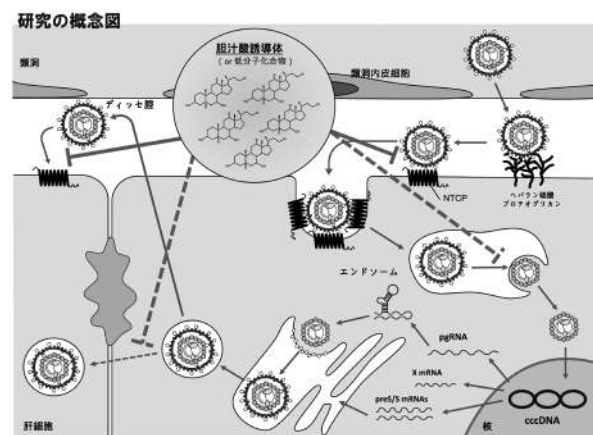 研究の概念図
胆汁酸誘導体
(or 低分子化合物)
類洞
類洞内皮細胞
ディッセ腔
NTCP
ヘパラン硫酸
プロテオグリカン
エンドソーム
pgRNA
X mRNA
preS/S mRNAs
cccDNA
肝細胞
核